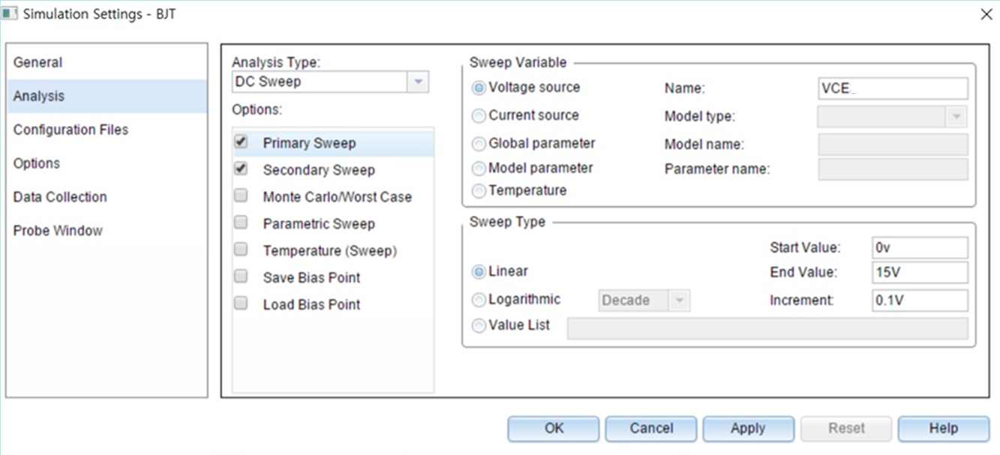 Simulation Settings - BJT
General
Analysis
Configuration Files
Options
Data Collection
Probe Window
Analysis Type:
DC Sweep
Options:
Primary Sweep
Secondary Sweep
Monte Carlo/Worst Case
Parametric Sweep
Temperature (Sweep)
Save Bias Point
Load Bias Point
Sweep Variable
Voltage source
Name: VCE
Current source
Model type:
Global parameter
Model name:
Model parameter
Parameter name:
Temperature
Sweep Type
Start Value: 0v
Linear
End Value: 15V
Logarithmic
Decade
Increment: 0.1V
Value List
OK
Cancel
Apply
Reset
Help